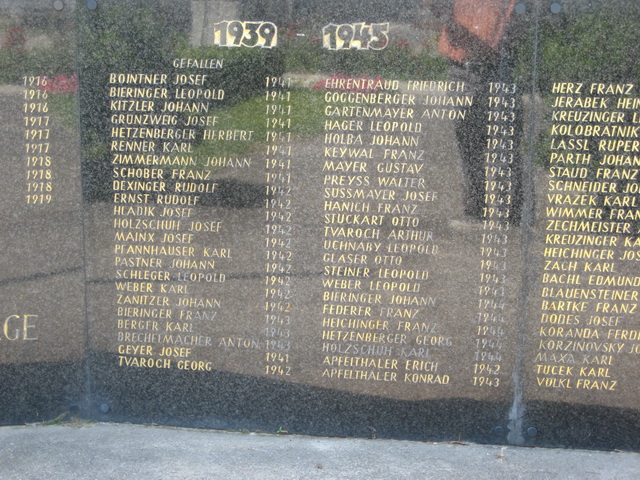 1939 - 1945
GEFALLEN
1916
1916
1916
1917
1917
1917
1918
1918
1918
1919
BOINTNER JOSEF 1941
BIERINGER LEOPOLD 1941
KITZLER JOHANN 1941
GRUNZWEIG JOSEF 1941
HETZENBERGER HERBERT 1941
RENNER KARL 1941
ZIMMERMANN JOHANN 1941
SCHOBER FRANZ 1941
DEXINGER RUDOLF 1942
ERNST RUDOLF 1942
HLADIK JOSEF 1942
HOLZSCHUH JOSEF 1942
MAINX JOSEF 1942
PFANNHAUSER KARL 1942
PASTNER JOHANN 1942
SCHLEGER LEOPOLD 1942
WEBER KARL 1942
ZANITZER JOHANN 1942
BIERINGER FRANZ 1943
BERGER KARL 1943
BRECHELMACHER ANTON 1943
GEYER JOSEF 1941
TVAROCH GEORG 1942
EHRENTRAUD FRIEDRICH 1943
GOGGENBERGER JOHANN 1943
GARTENMAYER ANTON 1943
HAGER LEOPOLD 1943
HOLBA JOHANN 1943
KEYWAL FRANZ 1943
MAYER GUSTAV 1943
PREYSS WALTER 1943
SUSSMAYER JOSEF 1943
HANICH FRANZ 1943
STUCKART OTTO 1943
TVAROCH ARTHUR 1943
UCHNABY LEOPOLD 1943
GLASER OTTO 1943
STEINER LEOPOLD 1943
WEBER LEOPOLD 1943
BIERINGER JOHANN 1944
FEDERER FRANZ 1944
HEICHINGER FRANZ 1944
HETZENBERGER GEORG 1944
HOLZSCHUH KARL 1944
APFELTHALER ERICH 1942
APFELTHALER KONRAD 1943
HERZ FRANZ
JERABEK HEIN
KREUZINGER L
KOLOBRATNIK
LASSL RUPER
PARTH JOHAN
STAUD FRANZ
SCHNEIDER JO
VRAZEK KARL
WIMMER FRAN
ZECHMEISTER
KREUZINGER KA
HEICHINGER JOS
ZACH KARL
BACHL EDMUND
BLAUENSTEINER
BARTKE FRANZ
DODES JOSEF
KORANDA FERDI
KORZINOVSKY JO
MAXA KARL
TUCEK KARL
VOLKL FRANZ
GE